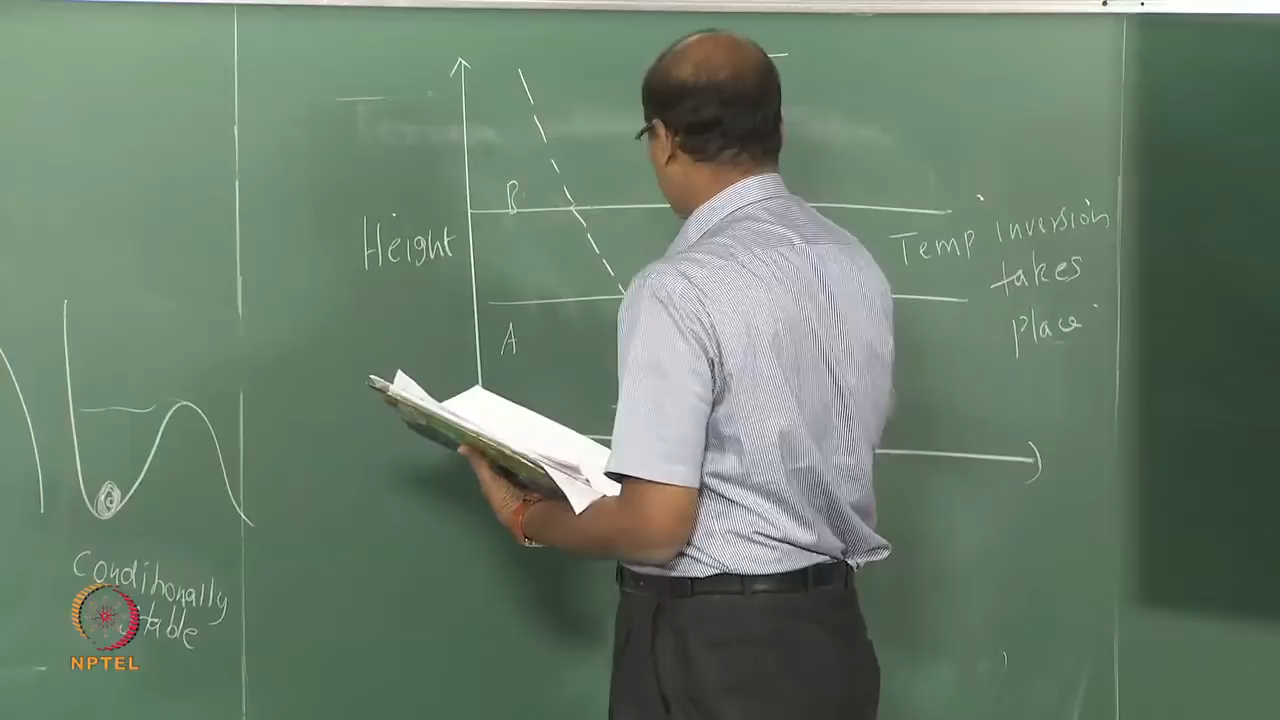 B
Height
Temp inversion
takes
place
A
Conditionally
stable
NPTEL